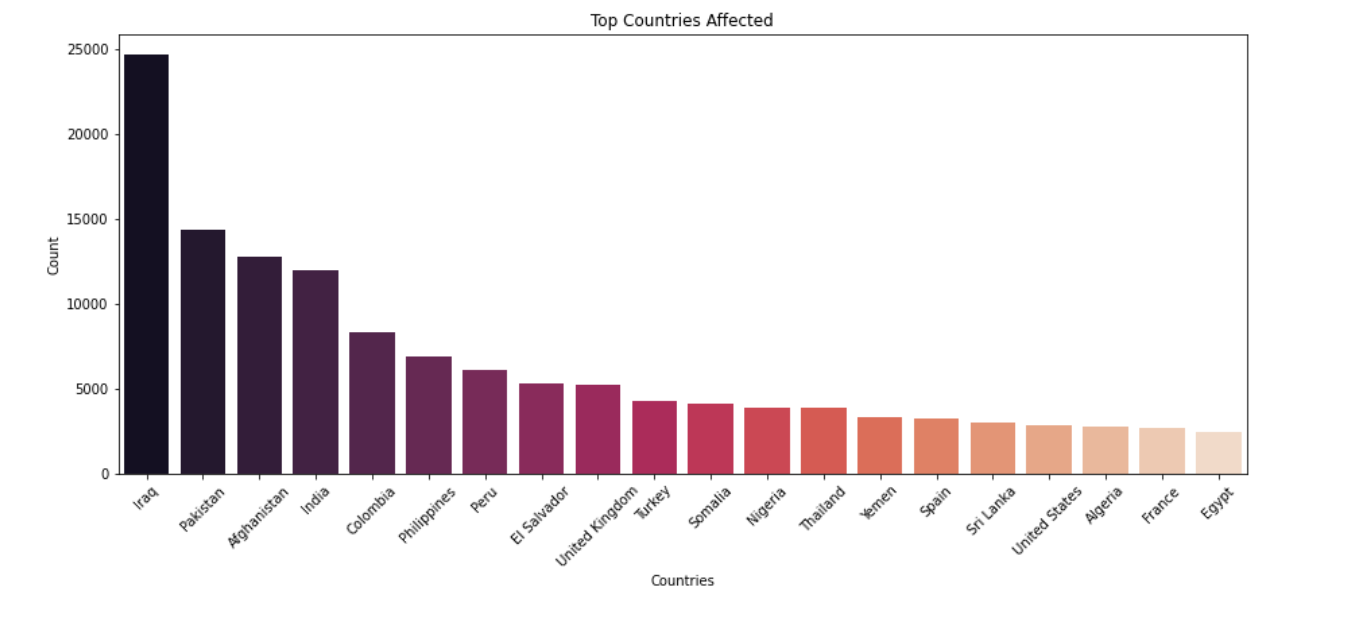 Top Countries Affected
25000
20000
15000
10000
5000
0
Count
Iraq
Pakistan
Afghanistan
India
Colombia
Philippines
Peru
El Salvador
United Kingdom
Turkey
Somalia
Nigeria
Thailand
Yemen
Spain
Sri Lanka
United States
Algeria
France
Egypt
Countries